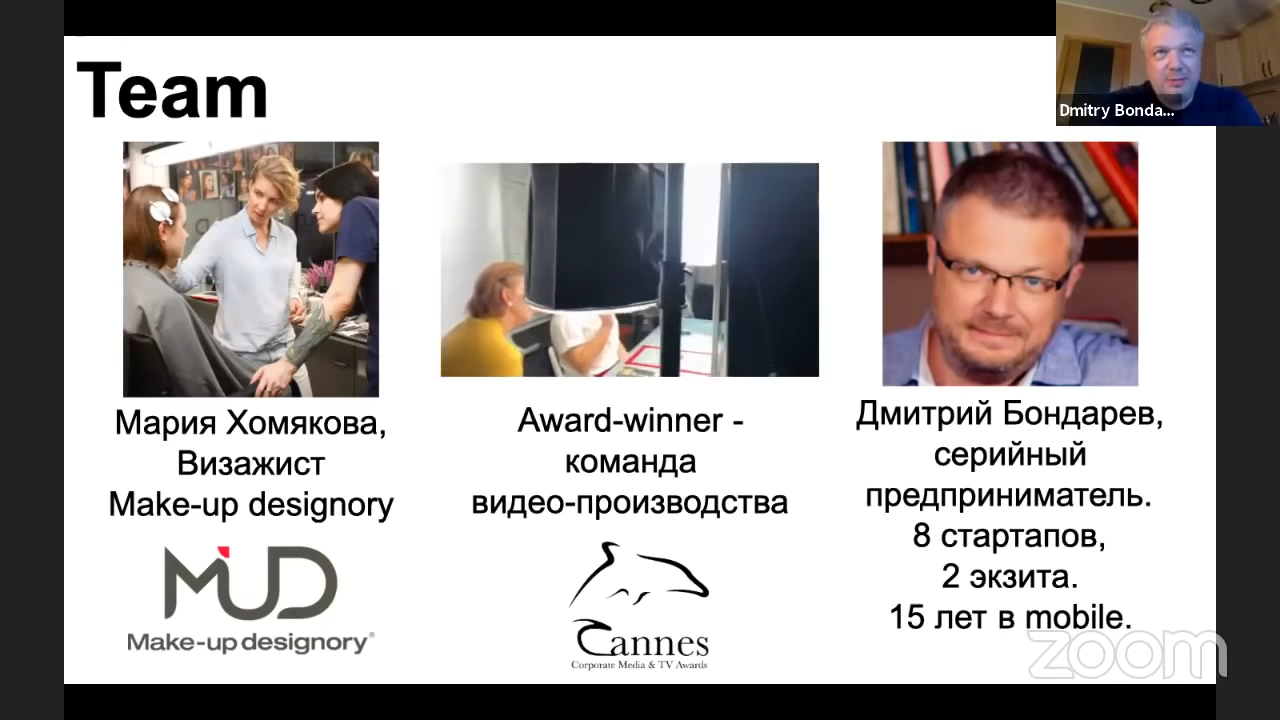 Team
Dmitry Bonda...
Мария Хомякова,
Визажист
Make-up designory
MUD
Make-up designory®
Award-winner -
команда
видео-производства
Cannes
Corporate Media & TV Awards
Дмитрий Бондарев,
серийный
предприниматель.
8 стартапов,
2 экзита.
15 лет в mobile.
zoom